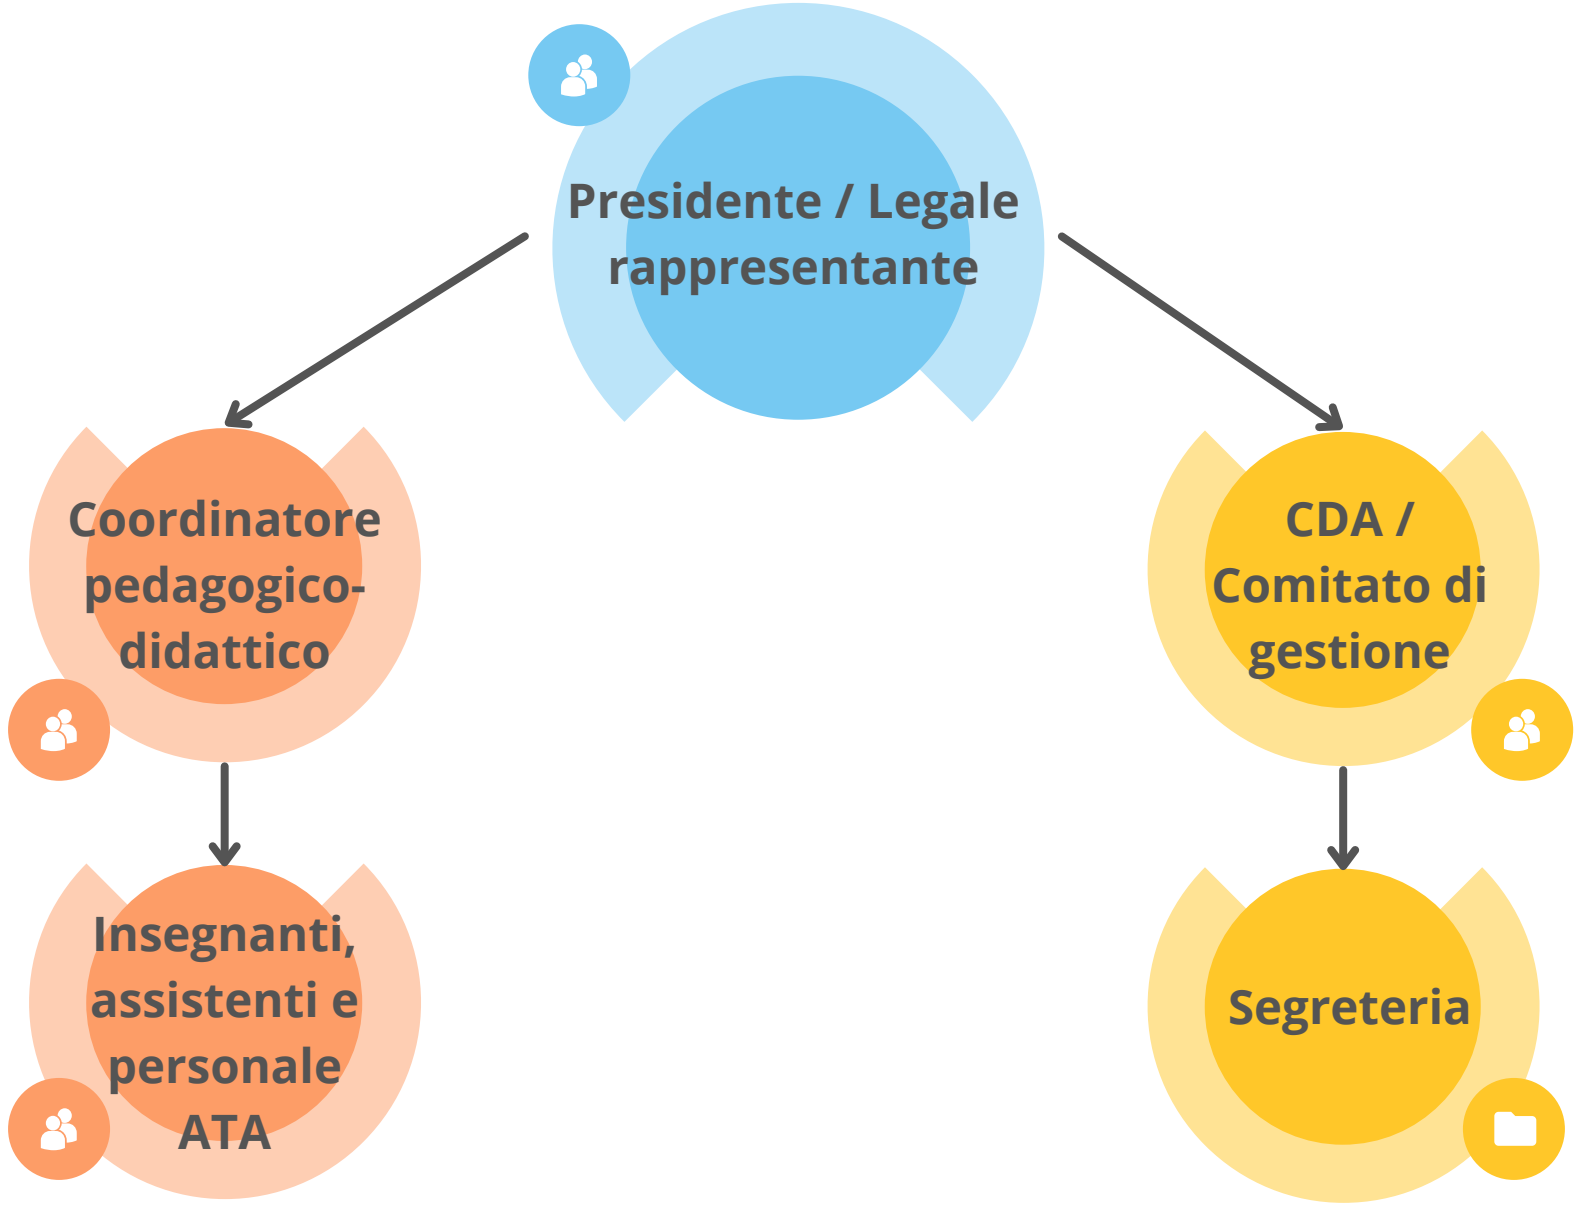 Presidente / Legale
rappresentante
Coordinatore
pedagogico-
didattico
CDA /
Comitato di
gestione
Insegnanti,
assistenti e
personale
ATA
Segreteria